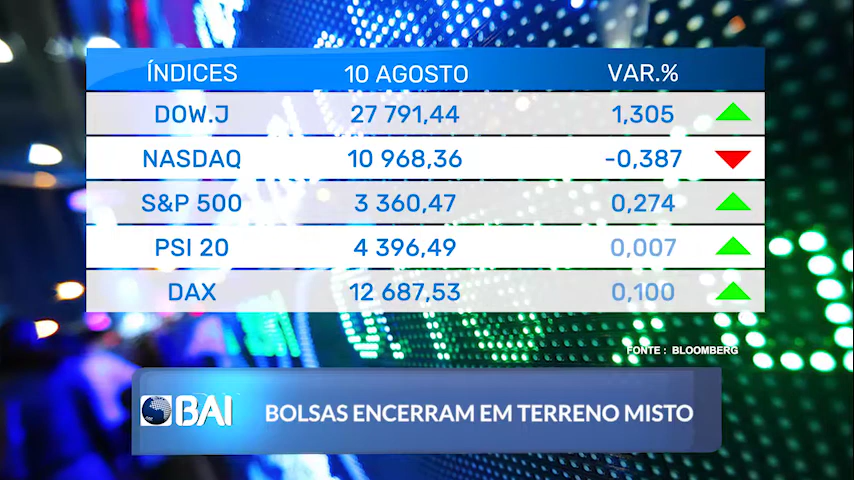 ÍNDICES 10 AGOSTO VAR.%
DOW.J 27 791,44 1,305
NASDAQ 10 968,36 -0,387
S&P 500 3 360,47 0,274
PSI 20 4 396,49 0,007
DAX 12 687,53 0,100
FONTE : BLOOMBERG
BAI BOLSAS ENCERRAM EM TERRENO MISTO